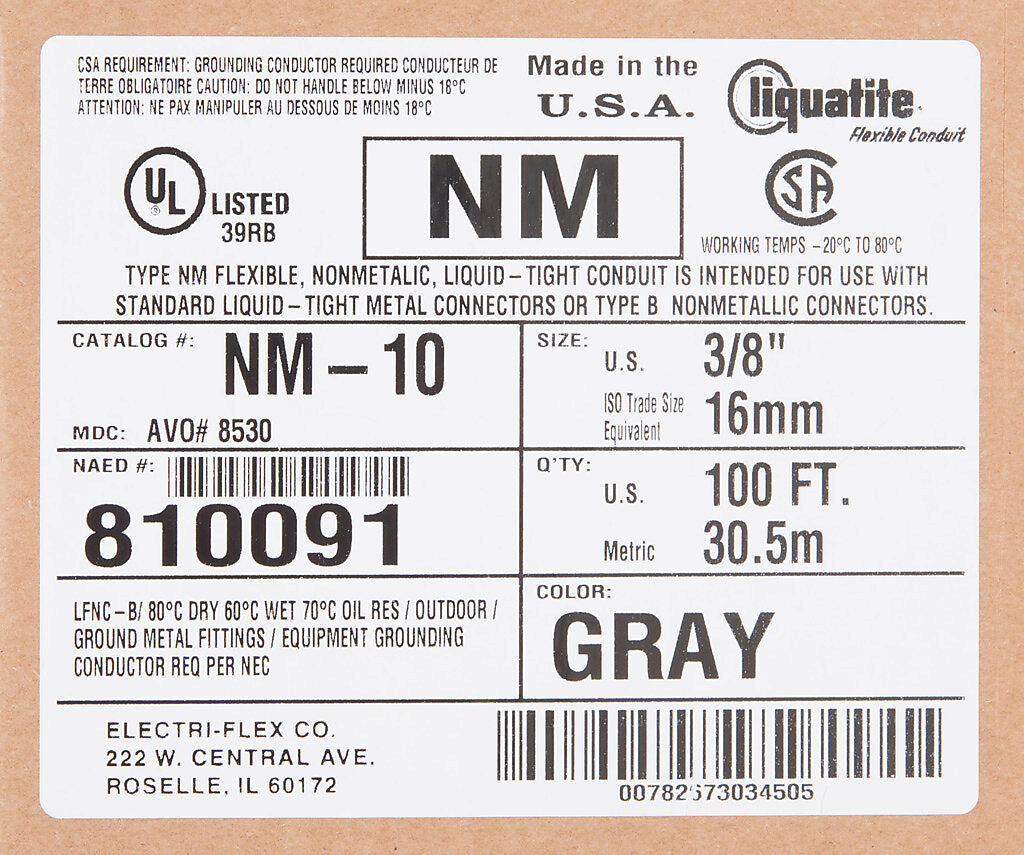 CSA REQUIREMENT: GROUNDING CONDUCTOR REQUIRED CONDUCTEUR DE
TERRE OBLIGATOIRE CAUTION: DO NOT HANDLE BELOW MINUS 18°C
ATTENTION: NE PAX MANIPULER AU DESSOUS DE MOINS 18°C
Made in the
U.S.A.
liquatite
Flexible Conduit
UL ®
LISTED
39RB
NM
CSA
WORKING TEMPS –20°C TO 80°C
TYPE NM FLEXIBLE, NONMETALIC, LIQUID–TIGHT CONDUIT IS INTENDED FOR USE WITH
STANDARD LIQUID–TIGHT METAL CONNECTORS OR TYPE B NONMETALLIC CONNECTORS.
CATALOG #: NM–10
MDC: AVO# 8530
SIZE:
U.S. 3/8"
ISO Trade Size
Equivalent 16mm
NAED #:
810091
Q'TY:
U.S. 100 FT.
Metric 30.5m
LFNC–B/ 80°C DRY 60°C WET 70°C OIL RES / OUTDOOR /
GROUND METAL FITTINGS / EQUIPMENT GROUNDING
CONDUCTOR REQ PER NEC
COLOR:
GRAY
ELECTRI-FLEX CO.
222 W. CENTRAL AVE.
ROSELLE, IL 60172
00782673034505